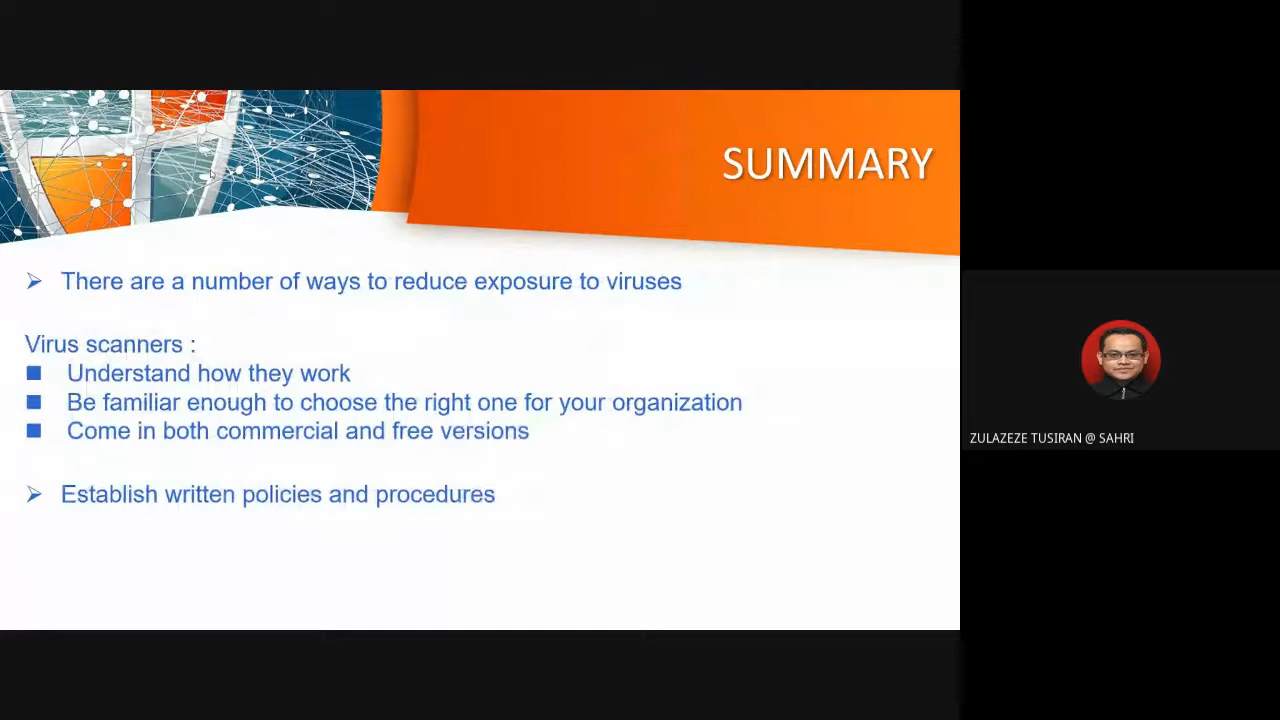 SUMMARY
There are a number of ways to reduce exposure to viruses
Virus scanners :
Understand how they work
Be familiar enough to choose the right one for your organization
Come in both commercial and free versions
Establish written policies and procedures
ZULAZEZE TUSIRAN @ SAHRI